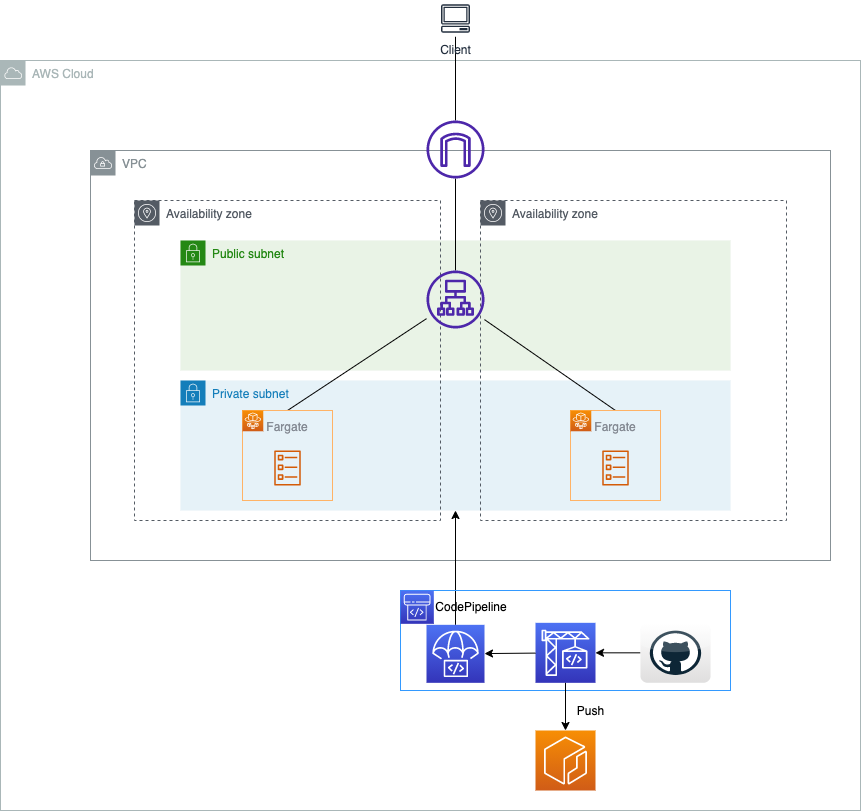 Client
AWS Cloud
VPC
Availability zone
Availability zone
Public subnet
Private subnet
Fargate
Fargate
CodePipeline
Push